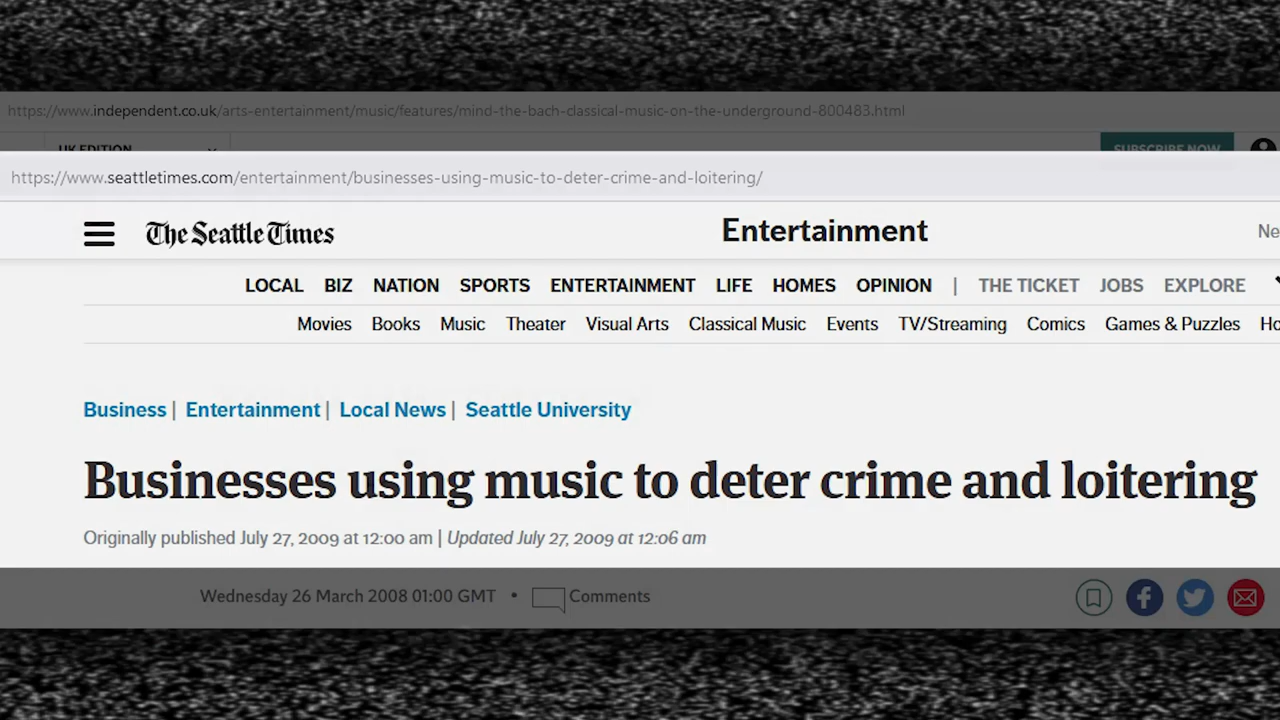 https://www.independent.co.uk/arts-entertainment/music/features/mind-the-bach-classical-music-on-the-underground-800483.html
UK EDITION SUBSCRIBE NOW
https://www.seattletimes.com/entertainment/businesses-using-music-to-deter-crime-and-loitering/
The Seattle Times Entertainment Ne
LOCAL BIZ NATION SPORTS ENTERTAINMENT LIFE HOMES OPINION | THE TICKET JOBS EXPLORE
Movies Books Music Theater Visual Arts Classical Music Events TV/Streaming Comics Games & Puzzles Ho
Business | Entertainment | Local News | Seattle University
Businesses using music to deter crime and loitering
Originally published July 27, 2009 at 12:00 am | Updated July 27, 2009 at 12:06 am
Wednesday 26 March 2008 01:00 GMT • Comments